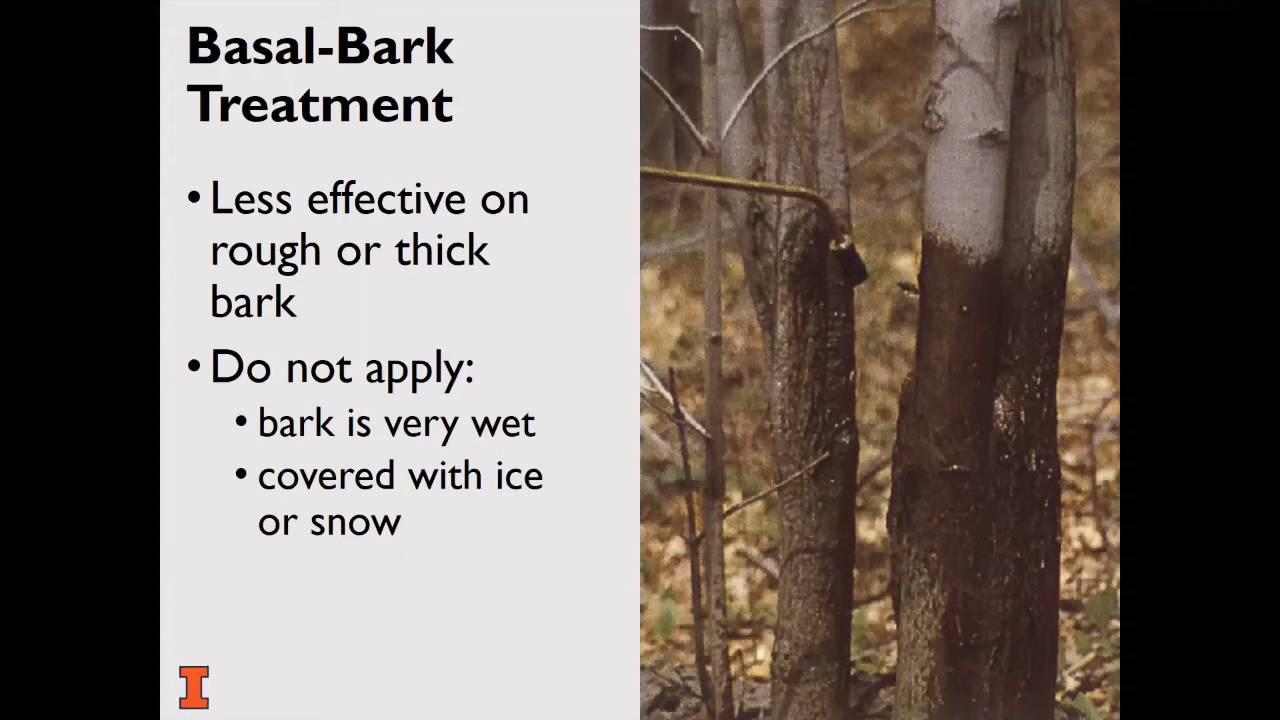 Basal-Bark
Treatment
• Less effective on
rough or thick
bark
• Do not apply:
• bark is very wet
• covered with ice
or snow
I